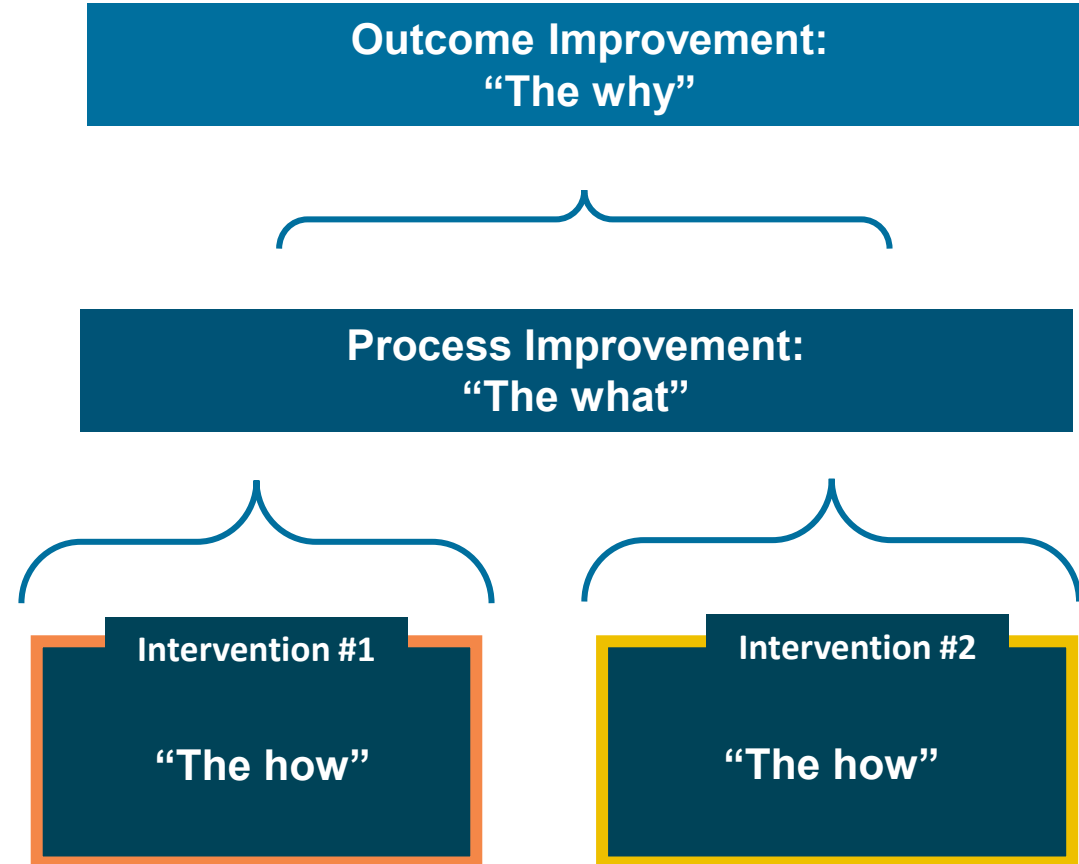 Outcome Improvement:
“The why”
Process Improvement:
“The what”
Intervention #1
“The how”
Intervention #2
“The how”